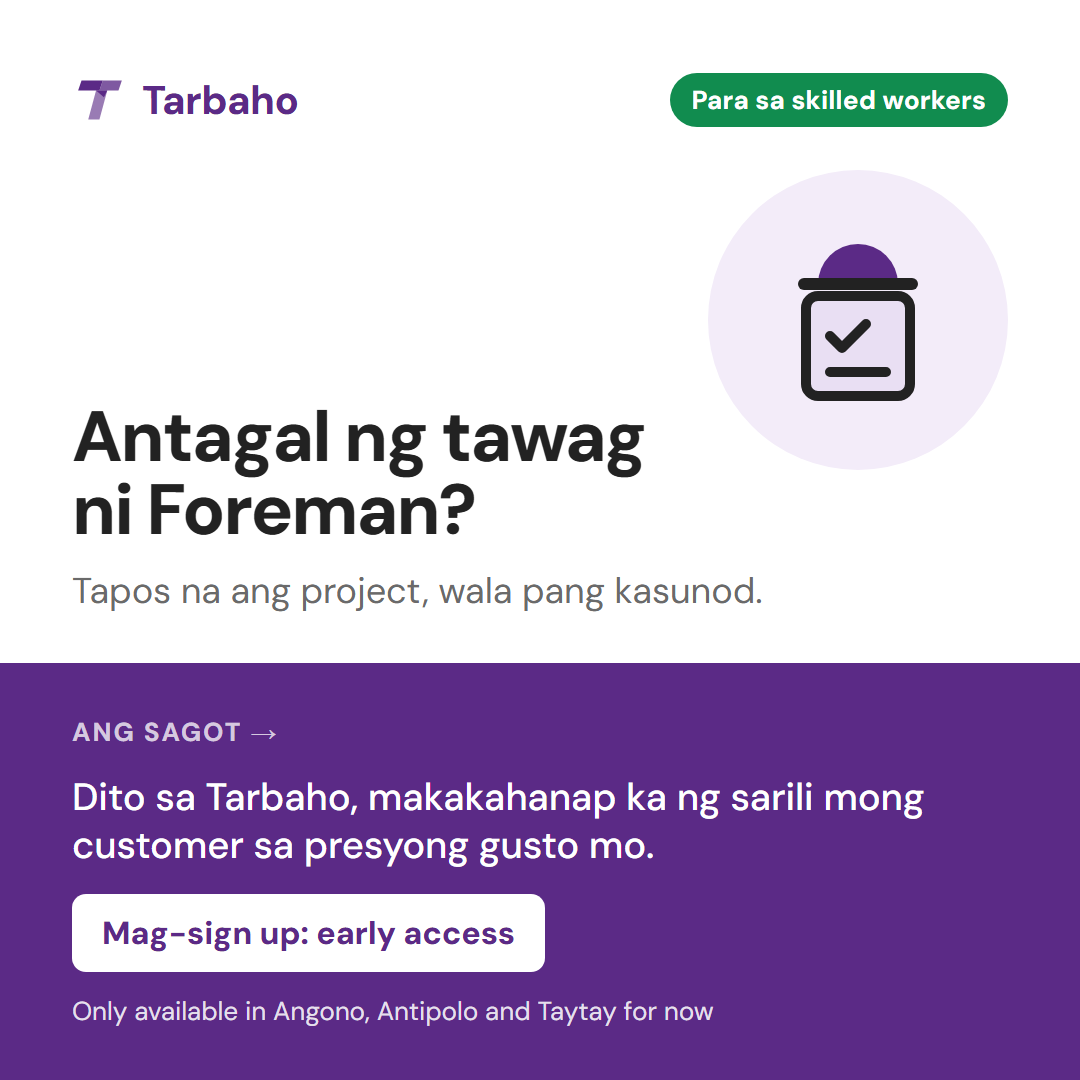 Tarbaho
Para sa skilled workers
Antagal ng tawag
ni Foreman?
Tapos na ang project, wala pang kasunod.
ANG SAGOT →
Dito sa Tarbaho, makakahanap ka ng sarili mong
customer sa presyong gusto mo.
Mag-sign up: early access
Only available in Angono, Antipolo and Taytay for now